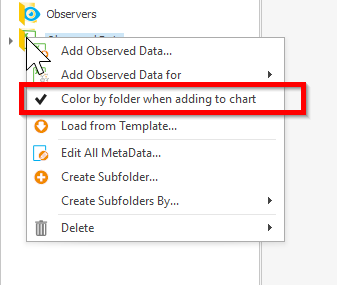 Observers
Add Observed Data...
Add Observed Data for
Color by folder when adding to chart
Load from Template...
Edit All MetaData...
Create Subfolder...
Create Subfolders By...
Delete